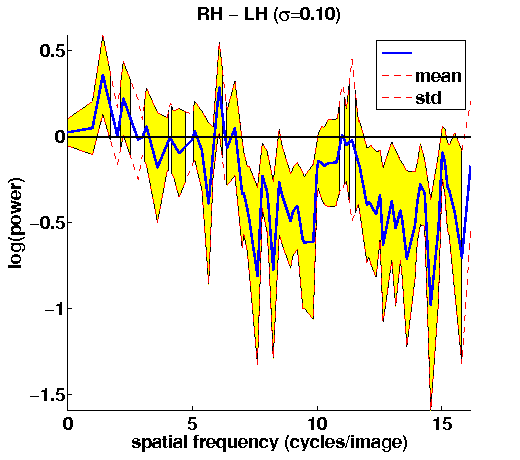 RH − LH (σ=0.10)
mean
std
0.5
0
−0.5
−1
−1.5
log(power)
0 5 10 15
spatial frequency (cycles/image)